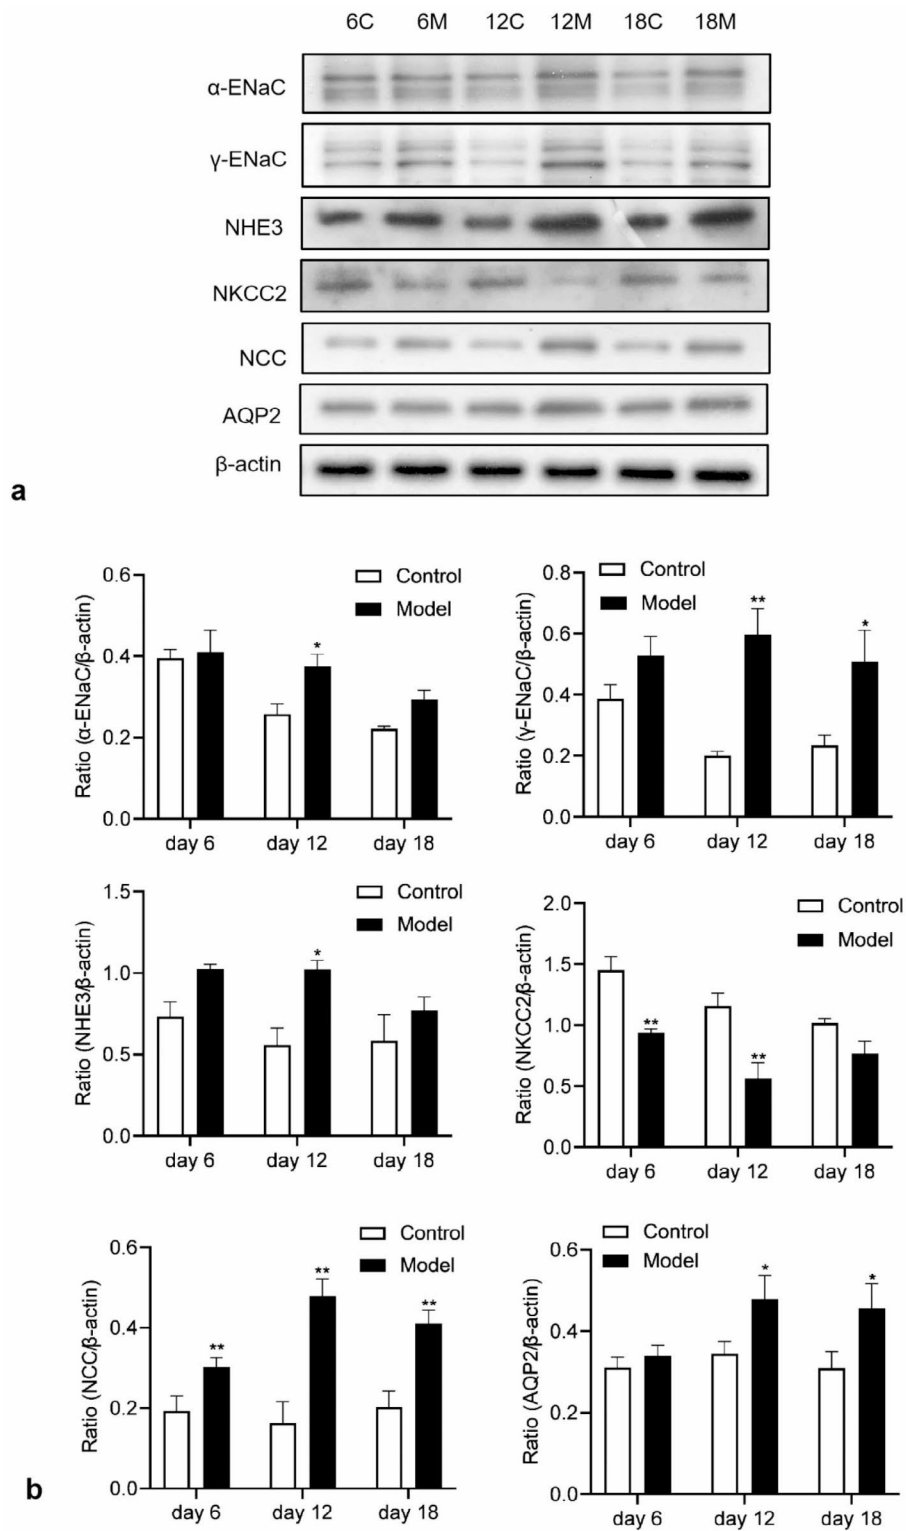 6C 6M 12C 12M 18C 18M
α-ENaC
γ-ENaC
NHE3
NKCC2
NCC
AQP2
β-actin
a
Ratio (α-ENaC/β-actin)
0.6
0.4
0.2
0.0
Control
Model
*
day 6 day 12 day 18
Ratio (γ-ENaC/β-actin)
0.8
0.6
0.4
0.2
0.0
Control
Model
**
*
day 6 day 12 day 18
Ratio (NHE3/β-actin)
1.5
1.0
0.5
0.0
Control
Model
*
day 6 day 12 day 18
Ratio (NKCC2/β-actin)
2.0
1.5
1.0
0.5
0.0
Control
Model
**
**
day 6 day 12 day 18
Ratio (NCC/β-actin)
0.6
0.4
0.2
0.0
Control
Model
**
**
**
day 6 day 12 day 18
Ratio (AQP2/β-actin)
0.6
0.4
0.2
0.0
Control
Model
*
*
day 6 day 12 day 18
b